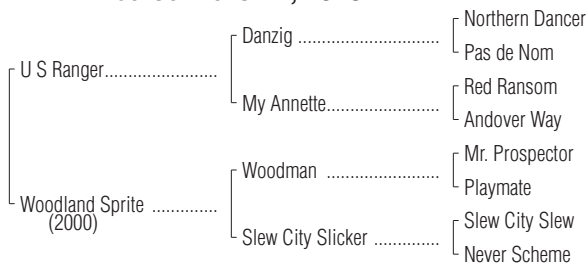 Northern Dancer
Danzig ........................................
Pas de Nom
U S Ranger................................
Red Ransom
My Annette................................
Andover Way
Mr. Prospector
Woodman ..................................
Playmate
Woodland Sprite ..................
(2000)
Slew City Slew
Slew City Slicker ..................
Never Scheme